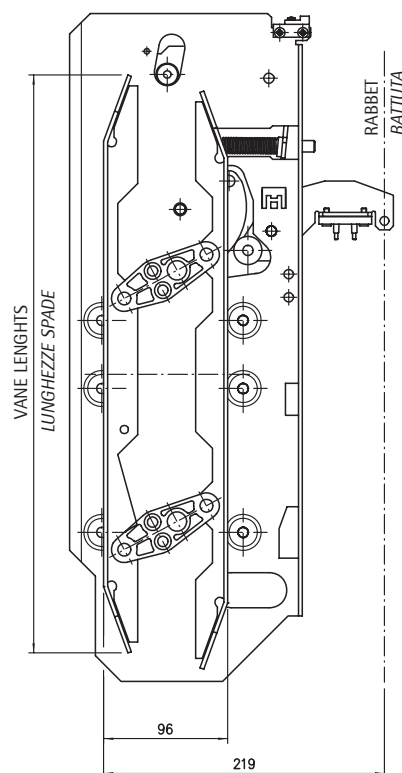 VANE LENGHTS
LUNGHEZZE SPADE
RABBET
BATTUTA
96
219